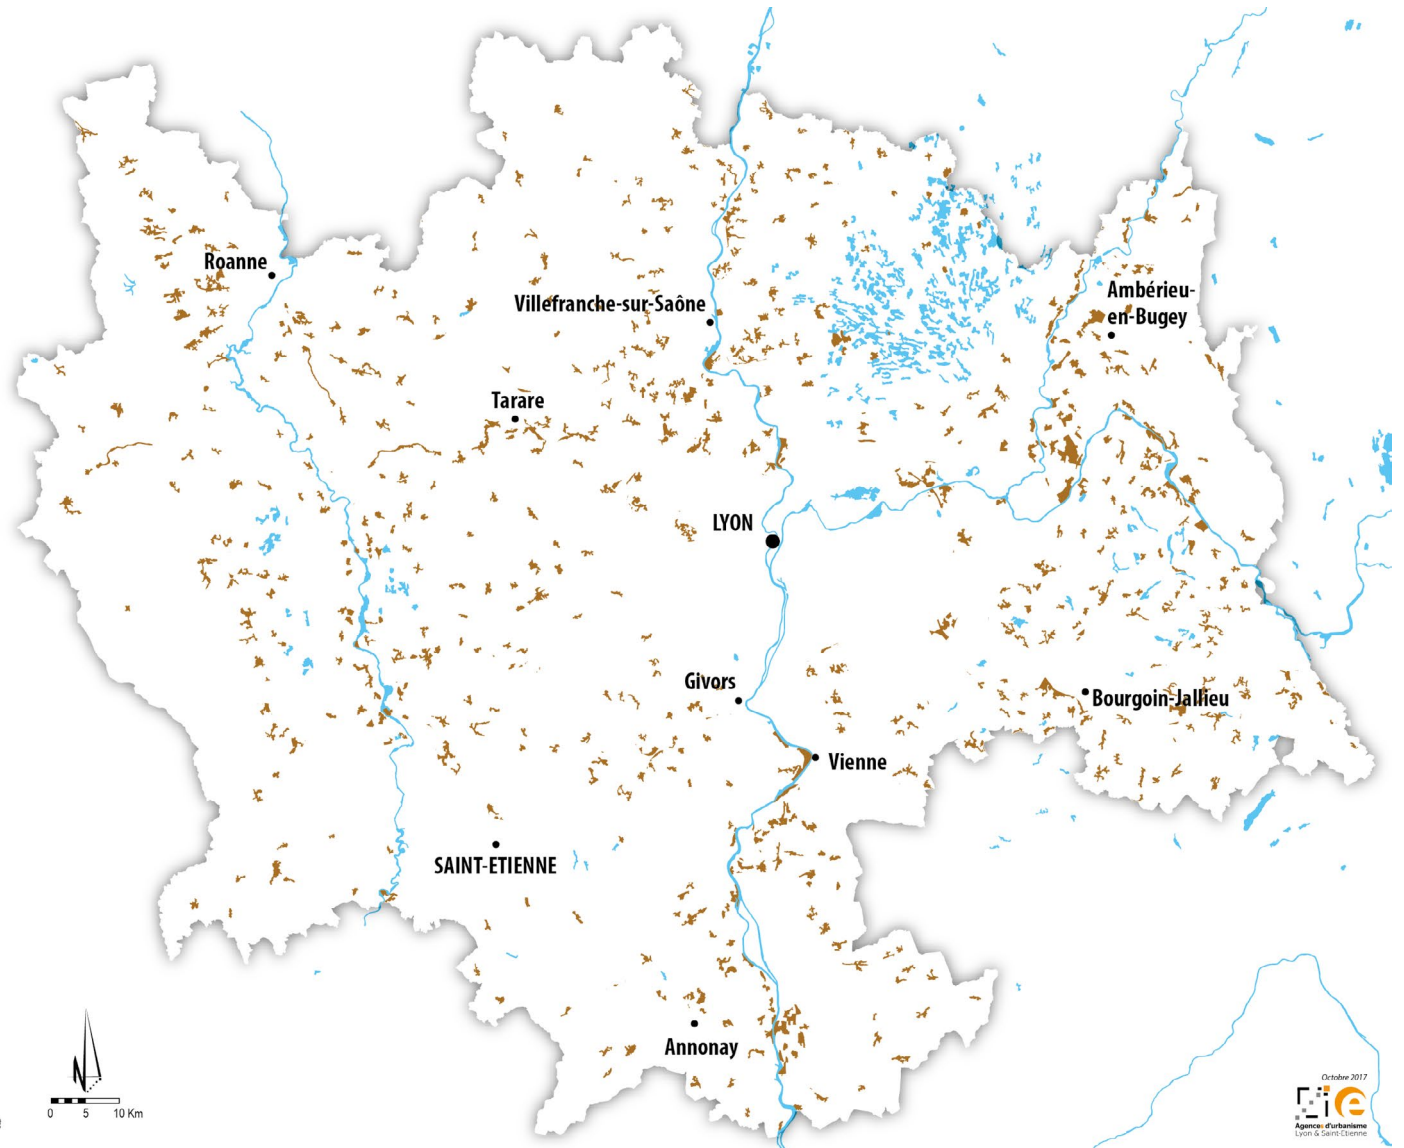 Roanne
Villefranche-sur-Saône
Ambérieu-
en-Bugey
Tarare
LYON
Givors
Bourgoin-Jallieu
Vienne
SAINT-ETIENNE
Annonay
N
0 5 10 Km
Octobre 2017
Agences d'urbanisme
Lyon & Saint-Etienne